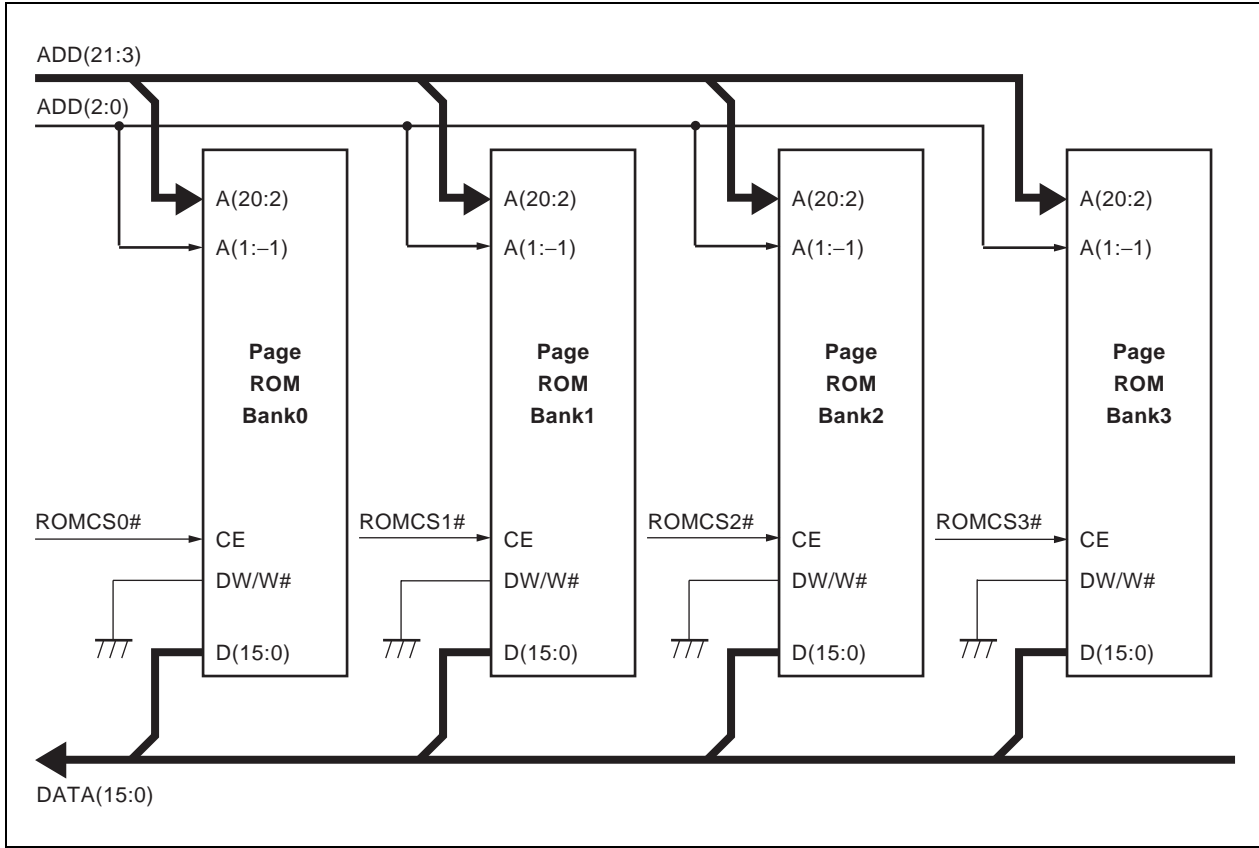 ADD(21:3)
ADD(2:0)
A(20:2)
A(1:–1)
Page
ROM
Bank0
ROMCS0#
CE
DW/W#
D(15:0)
A(20:2)
A(1:–1)
Page
ROM
Bank1
ROMCS1#
CE
DW/W#
D(15:0)
A(20:2)
A(1:–1)
Page
ROM
Bank2
ROMCS2#
CE
DW/W#
D(15:0)
A(20:2)
A(1:–1)
Page
ROM
Bank3
ROMCS3#
CE
DW/W#
D(15:0)
DATA(15:0)